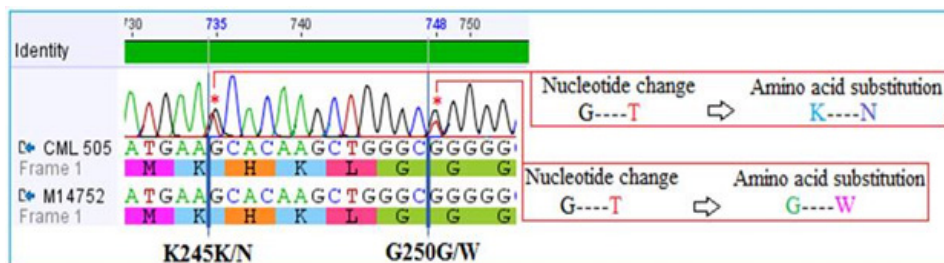 730 735 740 748 750
Identity
* *
CML 505 ATGAAGCACAAGCTGGGCGGGGG
Frame 1 M K H K L G G G
M14752 ATGAAGCACAAGCTGGGCGGGGG
Frame 1 M K H K L G G G
K245K/N G250G/W
Nucleotide change Amino acid substitution
G----T ⇨ K----N
Nucleotide change Amino acid substitution
G----T ⇨ G----W